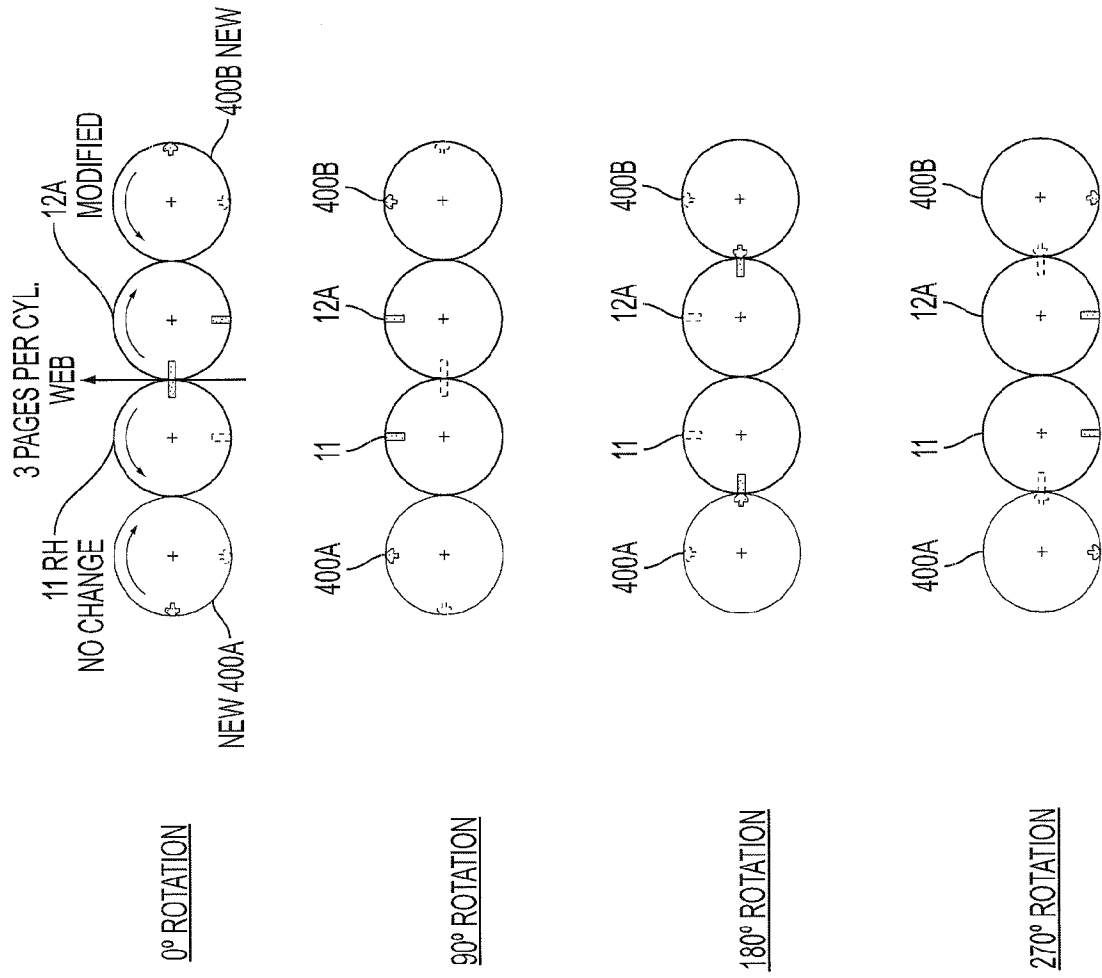 0° ROTATION
NEW 400A
11 RH
NO CHANGE
3 PAGES PER CYL.
WEB
12A
MODIFIED
400B NEW
90° ROTATION
400A
11
12A
400B
180° ROTATION
400A
11
12A
400B
270° ROTATION
400A
11
12A
400B